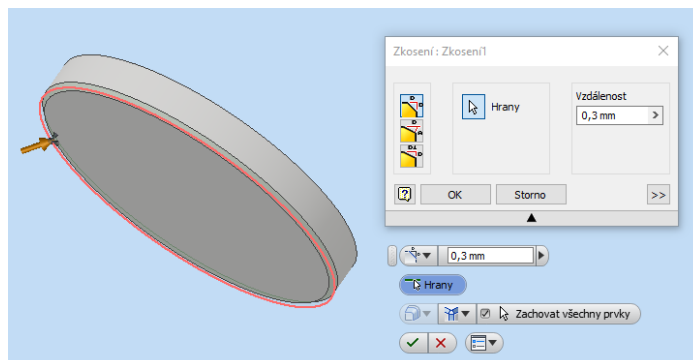 Zkosení : Zkosení1
Hrany
Vzdálenost
0,3 mm
OK
Storno
>>
0,3 mm
Hrany
Zachovat všechny prvky